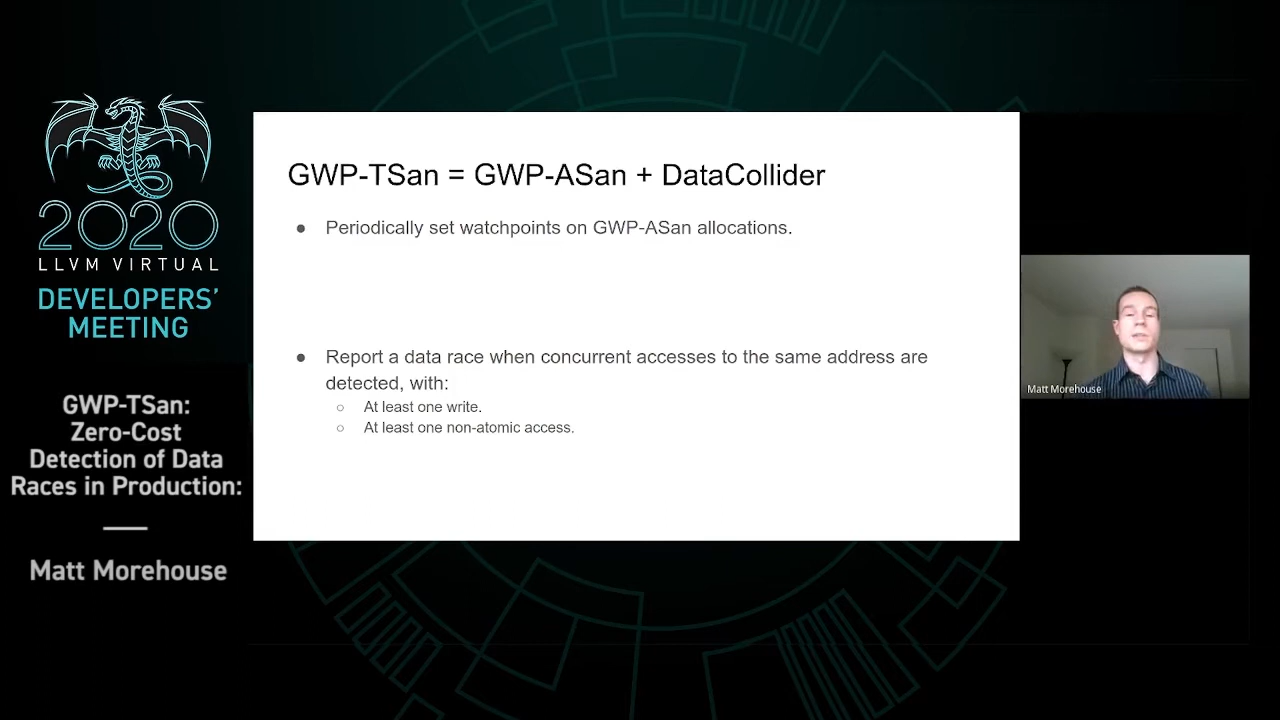 2020
LLVM VIRTUAL
DEVELOPERS’
MEETING
GWP-TSan:
Zero-Cost
Detection of Data
Races in Production:
Matt Morehouse
GWP-TSan = GWP-ASan + DataCollider
● Periodically set watchpoints on GWP-ASan allocations.
● Report a data race when concurrent accesses to the same address are
detected, with:
○ At least one write.
○ At least one non-atomic access.
Matt Morehouse